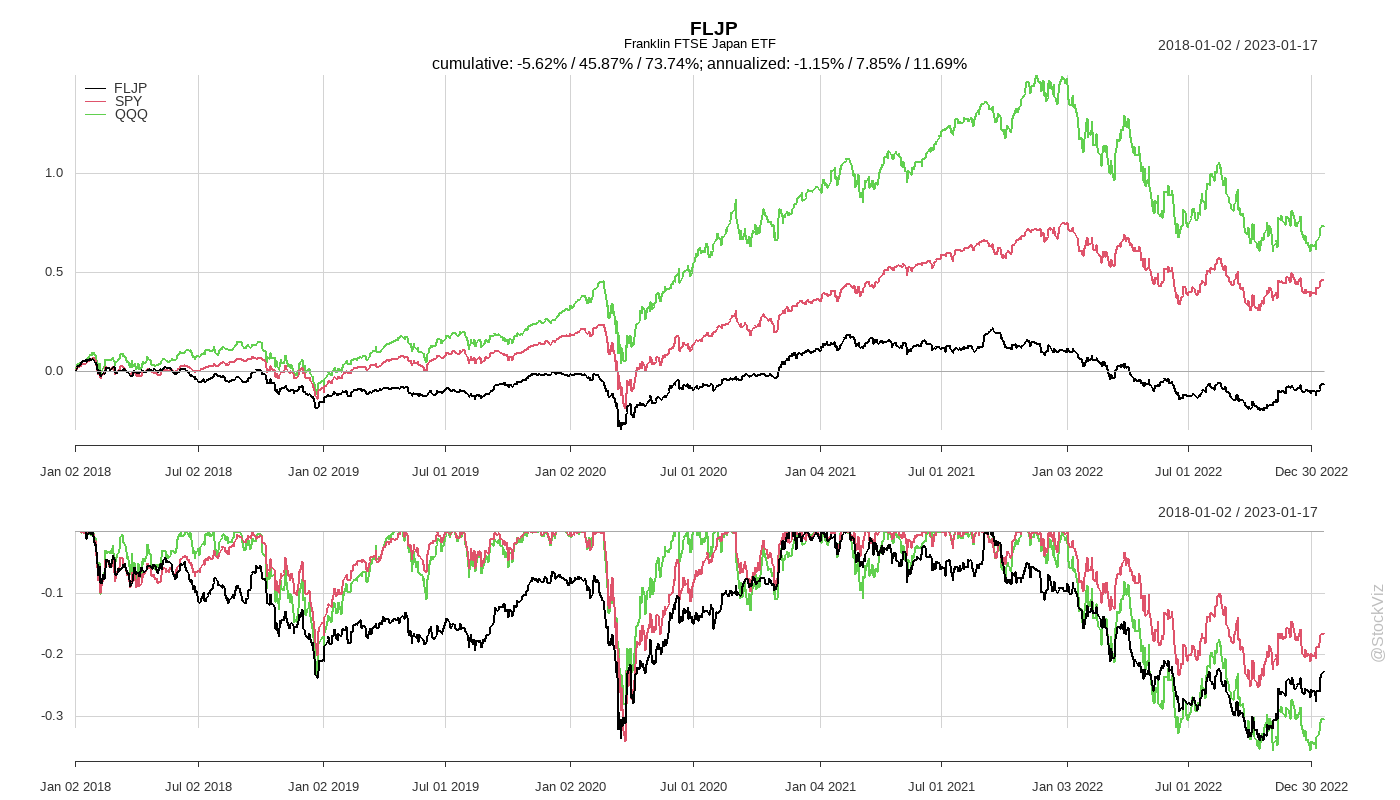 FLJP
Franklin FTSE Japan ETF
2018-01-02 / 2023-01-17
cumulative: -5.62% / 45.87% / 73.74%; annualized: -1.15% / 7.85% / 11.69%
FLJP
SPY
QQQ
1.0
0.5
0.0
Jan 02 2018 Jul 02 2018 Jan 02 2019 Jul 01 2019 Jan 02 2020 Jul 01 2020 Jan 04 2021 Jul 01 2021 Jan 03 2022 Jul 01 2022 Dec 30 2022
2018-01-02 / 2023-01-17
-0.1
-0.2
-0.3
Jan 02 2018 Jul 02 2018 Jan 02 2019 Jul 01 2019 Jan 02 2020 Jul 01 2020 Jan 04 2021 Jul 01 2021 Jan 03 2022 Jul 01 2022 Dec 30 2022
@StockViz